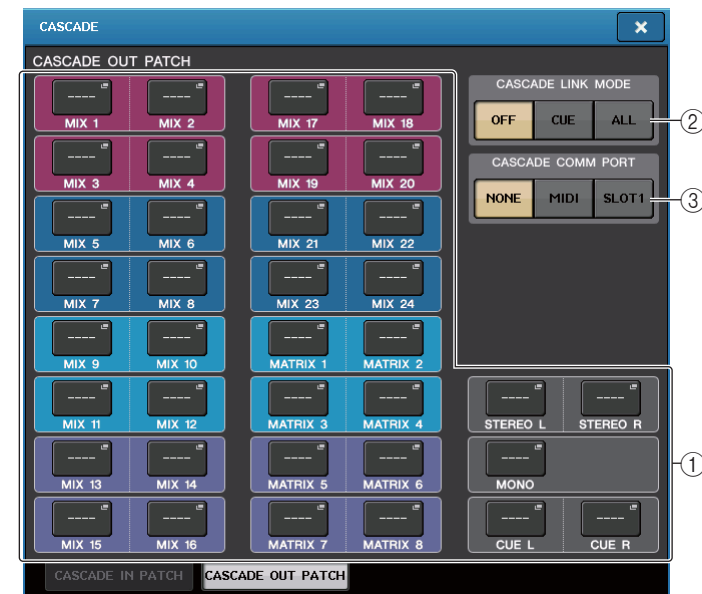 CASCADE ×
CASCADE OUT PATCH
---- ---- ---- ----
MIX 1 MIX 2 MIX 17 MIX 18
---- ---- ---- ----
MIX 3 MIX 4 MIX 19 MIX 20
---- ---- ---- ----
MIX 5 MIX 6 MIX 21 MIX 22
---- ---- ---- ----
MIX 7 MIX 8 MIX 23 MIX 24
---- ---- ---- ----
MIX 9 MIX 10 MATRIX 1 MATRIX 2
---- ---- ---- ----
MIX 11 MIX 12 MATRIX 3 MATRIX 4
---- ---- ---- ----
MIX 13 MIX 14 MATRIX 5 MATRIX 6
---- ---- ---- ----
MIX 15 MIX 16 MATRIX 7 MATRIX 8
CASCADE LINK MODE
OFF CUE ALL ②
CASCADE COMM PORT
NONE MIDI SLOT1 ③
---- ----
STEREO L STEREO R
---- ①
MONO
---- ----
CUE L CUE R
CASCADE IN PATCH CASCADE OUT PATCH